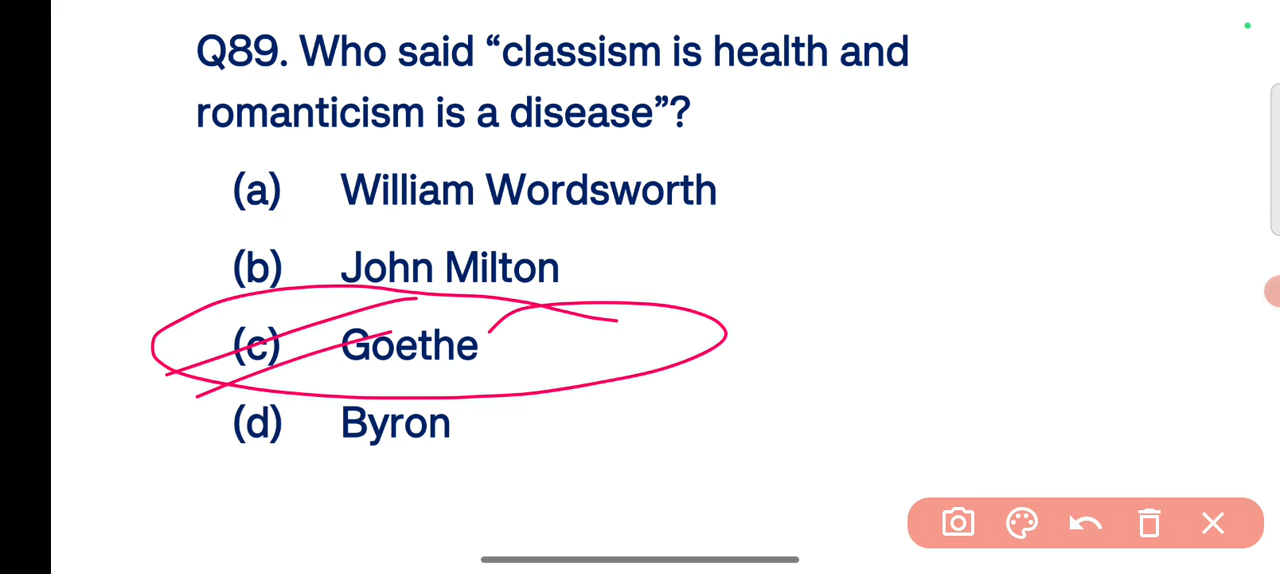 Q89. Who said “classism is health and
romanticism is a disease”?
(a) William Wordsworth
(b) John Milton
(c) Goethe
(d) Byron